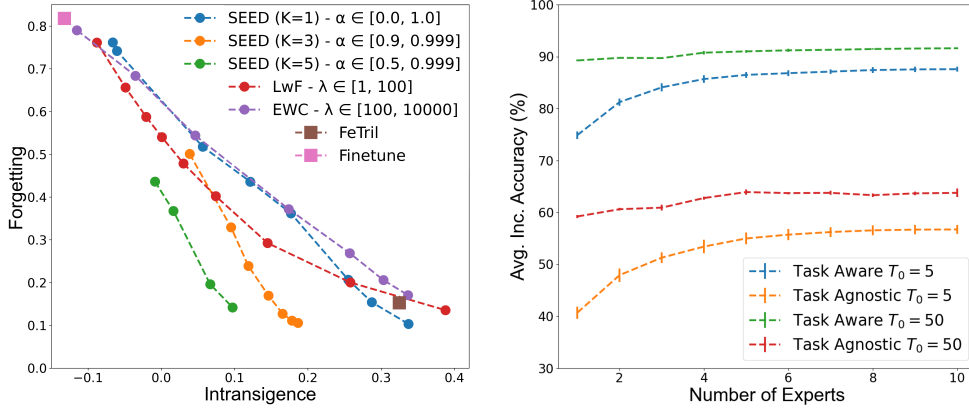 SEED (K=1) - α ∈ [0.0, 1.0]
SEED (K=3) - α ∈ [0.9, 0.999]
SEED (K=5) - α ∈ [0.5, 0.999]
LwF - λ ∈ [1, 100]
EWC - λ ∈ [100, 10000]
FeTril
Finetune
Forgetting
0.8
0.7
0.6
0.5
0.4
0.3
0.2
0.1
0.0
−0.1 0.0 0.1 0.2 0.3 0.4
Intransigence
Avg. Inc. Accuracy (%)
100
90
80
70
60
50
40
30
Task Aware T₀ = 5
Task Agnostic T₀ = 5
Task Aware T₀ = 50
Task Agnostic T₀ = 50
2 4 6 8 10
Number of Experts